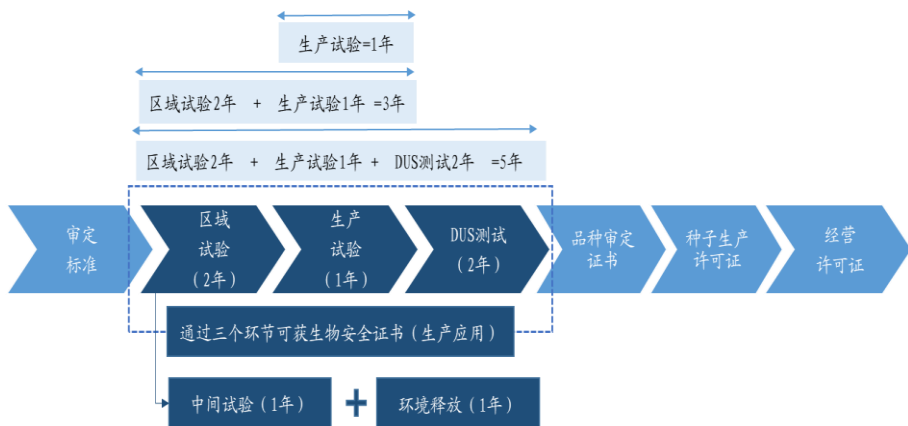 生产试验=1年
区域试验2年 + 生产试验1年 =3年
区域试验2年 + 生产试验1年 + DUS测试2年 =5年
审定
标准
区域
试验
（2年）
生产
试验
（1年）
DUS测试
（2年）
品种审定
证书
种子生产
许可证
经营
许可证
通过三个环节可获生物安全证书（生产应用）
中间试验（1年）
+
环境释放（1年）